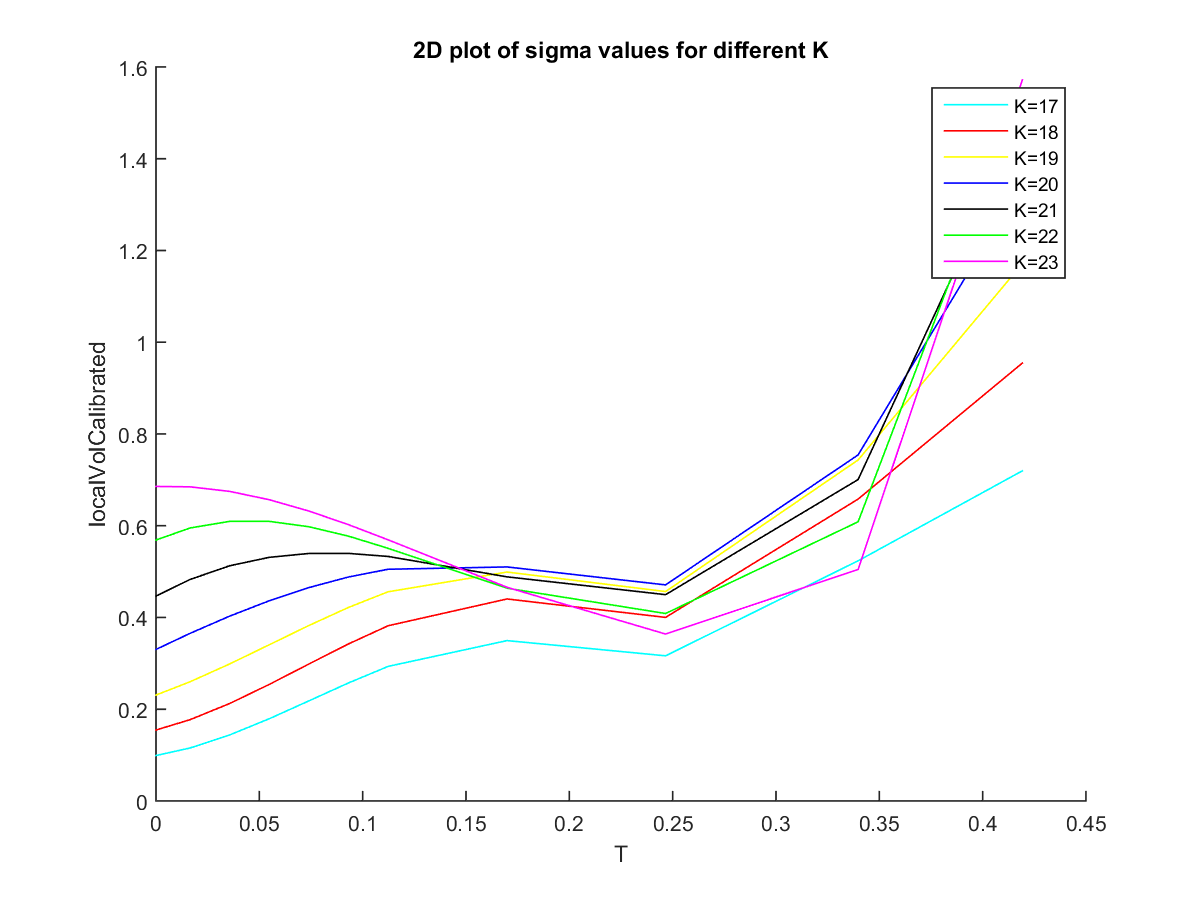 2D plot of sigma values for different K
1.6
1.4
1.2
1
0.8
0.6
0.4
0.2
0
localVolCalibrated
K=17
K=18
K=19
K=20
K=21
K=22
K=23
0 0.05 0.1 0.15 0.2 0.25 0.3 0.35 0.4 0.45
T